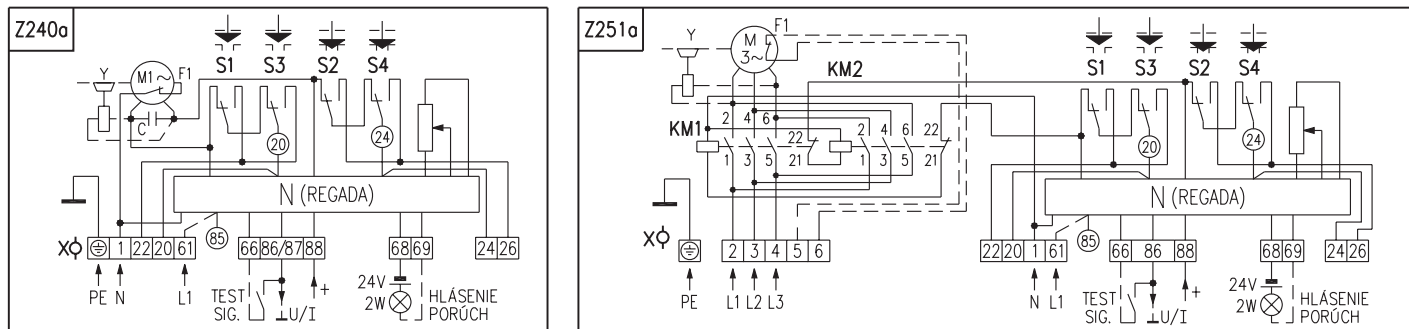 Z240a
S1 S3 S2 S4
Y
M1 ~
F1
C
20
24
N (REGADA)
X
1 22 20 61
85
66 86/ 87 88
68 69
24 26
PE N
L1
TEST
SIG.
U/I
+
24V
2W
HLÁSENIE
PORÚCH
Z251a
Y
M
3~
F1
KM2
S1 S3 S2 S4
2 4 6
22
2 4 6 22
KM1
1 3 5
21
1 3 5 21
20
24
N (REGADA)
X
2 3 4 5 6
22 20 1 61
85
66 86 88
68 69
24 26
PE
L1 L2 L3
N L1
TEST
SIG.
U/I
+
24V
2W
HLÁSENIE
PORÚCH